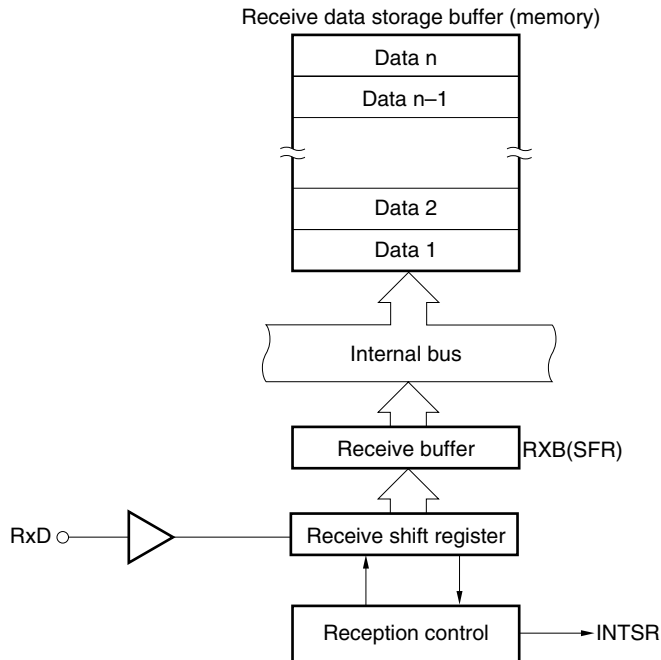 Receive data storage buffer (memory)
Data n
Data n–1
Data 2
Data 1
Internal bus
Receive buffer
RXB(SFR)
RxD
Receive shift register
Reception control
INTSR